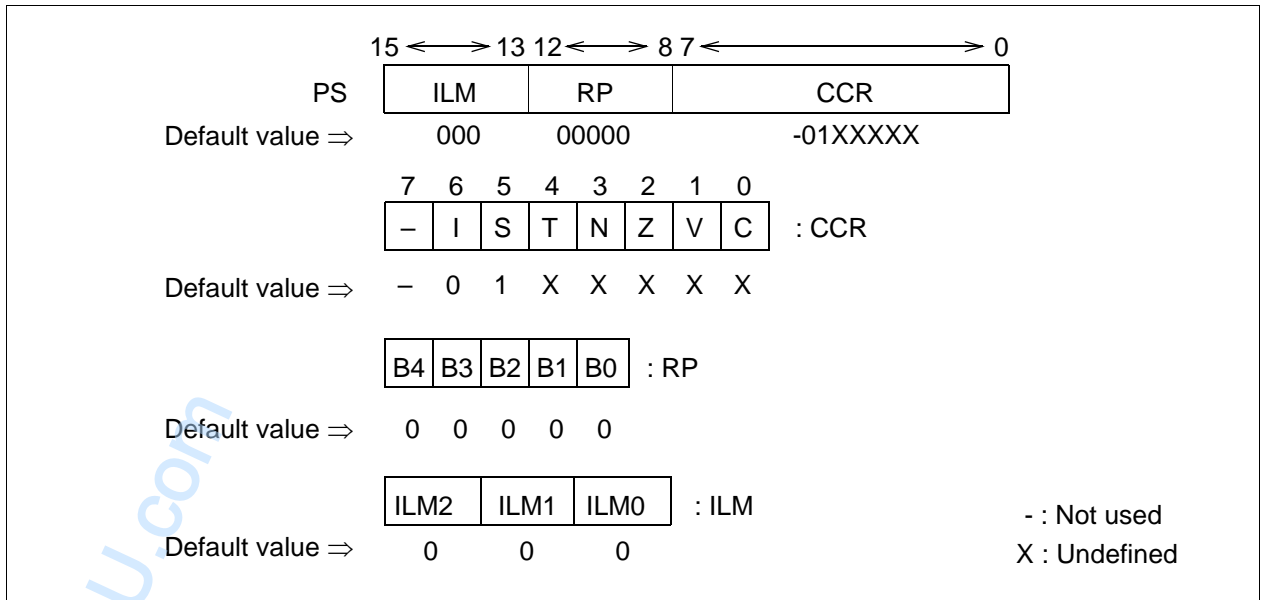 15 13 12 8 7 0
PS ILM RP CCR
Default value ⇒ 000 00000 -01XXXXX
7 6 5 4 3 2 1 0
– I S T N Z V C : CCR
Default value ⇒ – 0 1 X X X X X
B4 B3 B2 B1 B0 : RP
Default value ⇒ 0 0 0 0 0
ILM2 ILM1 ILM0 : ILM
Default value ⇒ 0 0 0
- : Not used
X : Undefined
U.com